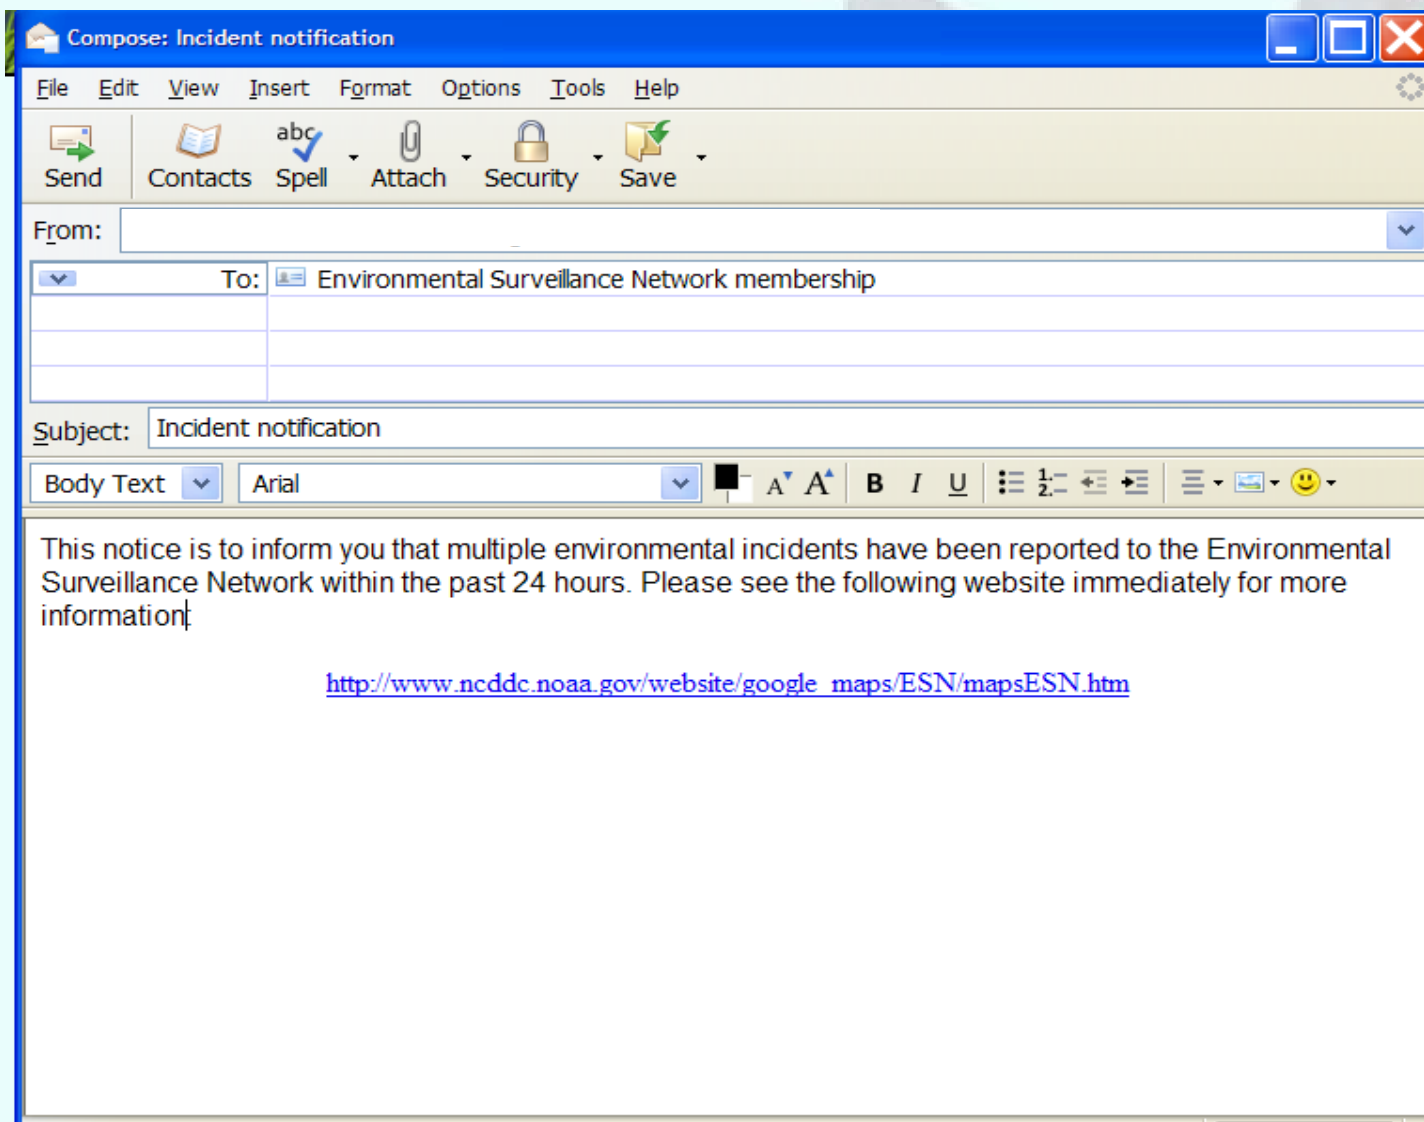 Compose: Incident notification
File Edit View Insert Format Options Tools Help
abc
Send Contacts Spell Attach Security Save
From:
To: Environmental Surveillance Network membership
Subject: Incident notification
Body Text Arial A A B I U
This notice is to inform you that multiple environmental incidents have been reported to the Environmental
Surveillance Network within the past 24 hours. Please see the following website immediately for more
information:
http://www.ncddc.noaa.gov/website/google_maps/ESN/mapsESN.htm